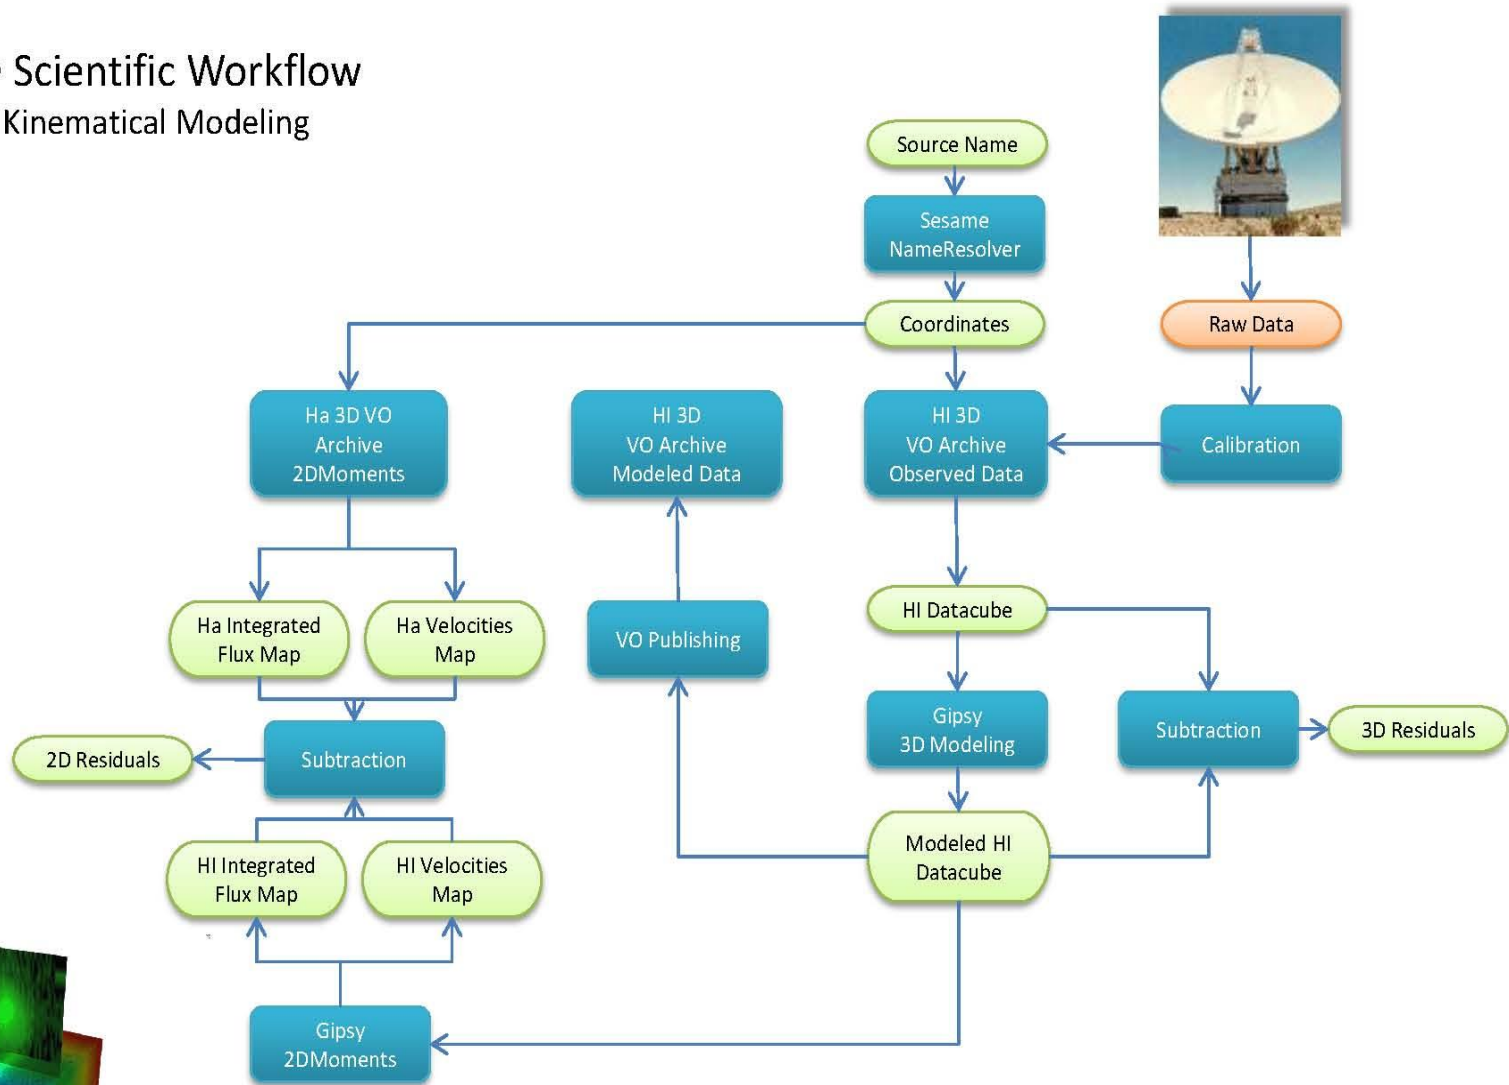 Scientific Workflow
Kinematical Modeling
Source Name
Sesame
NameResolver
Coordinates
Raw Data
Ha 3D VO
Archive
2DMoments
HI 3D
VO Archive
Modeled Data
HI 3D
VO Archive
Observed Data
Calibration
Ha Integrated
Flux Map
Ha Velocities
Map
VO Publishing
HI Datacube
Gipsy
3D Modeling
Subtraction
3D Residuals
2D Residuals
Subtraction
HI Integrated
Flux Map
HI Velocities
Map
Modeled HI
Datacube
Gipsy
2DMoments